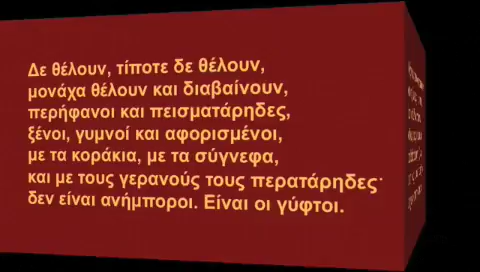 Δε θέλουν, τίποτε δε θέλουν,
μονάχα θέλουν και διαβαίνουν,
περήφανοι και πεισματάρηδες,
ξένοι, γυμνοί και αφορισμένοι,
με τα κοράκια, με τα σύγνεφα,
και με τους γερανούς τους περατάρηδες·
δεν είναι ανήμποροι. Είναι οι γύφτοι.